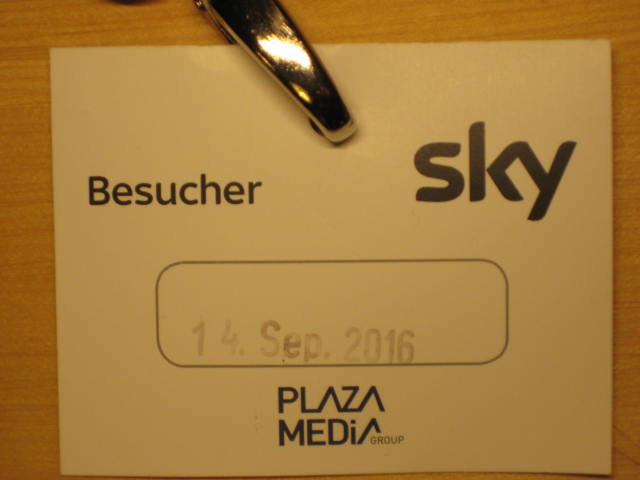 Besucher
sky
14. Sep. 2016
PLAZA
MEDiA GROUP